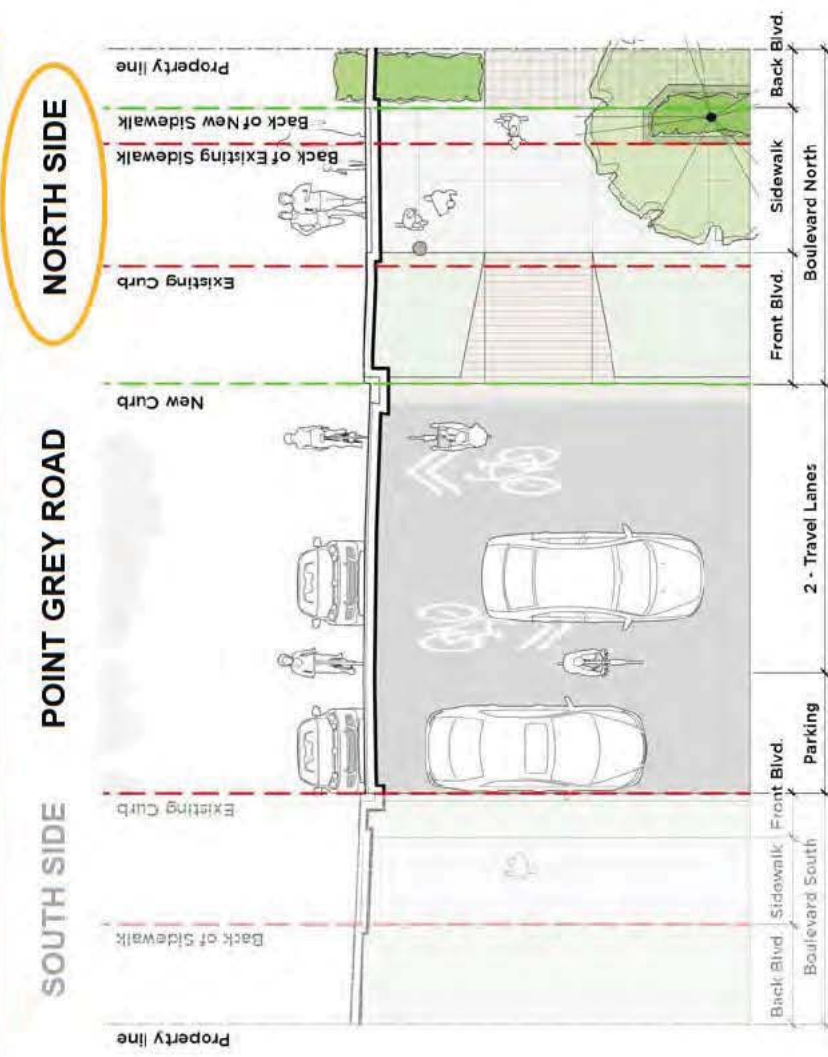 SOUTH SIDE
POINT GREY ROAD
NORTH SIDE
Property line
Back of Sidewalk
Existing Curb
New Curb
Existing Curb
Back of Existing Sidewalk
Back of New Sidewalk
Property line
Back Blvd.
Sidewalk
Front Blvd.
Parking
2 - Travel Lanes
Front Blvd.
Sidewalk
Back Blvd.
Boulevard South
Boulevard North